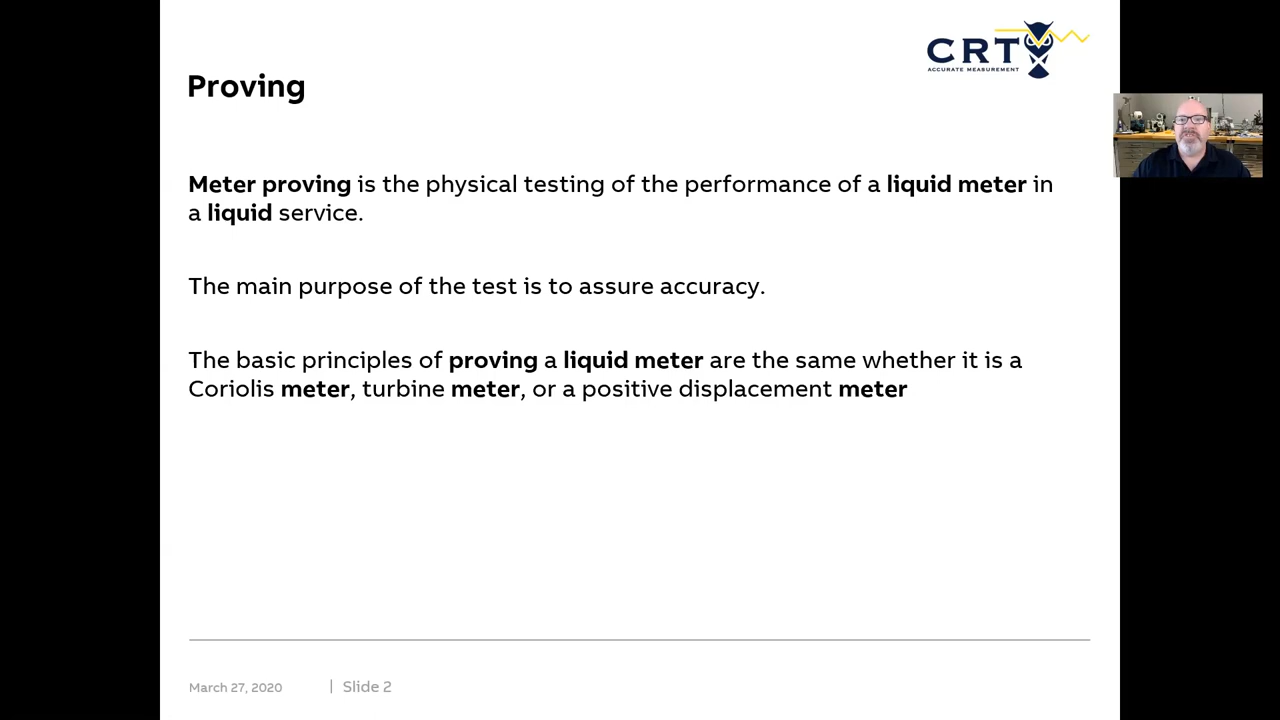 CRT
ACCURATE MEASUREMENT
Proving
Meter proving is the physical testing of the performance of a liquid meter in
a liquid service.
The main purpose of the test is to assure accuracy.
The basic principles of proving a liquid meter are the same whether it is a
Coriolis meter, turbine meter, or a positive displacement meter
March 27, 2020 | Slide 2